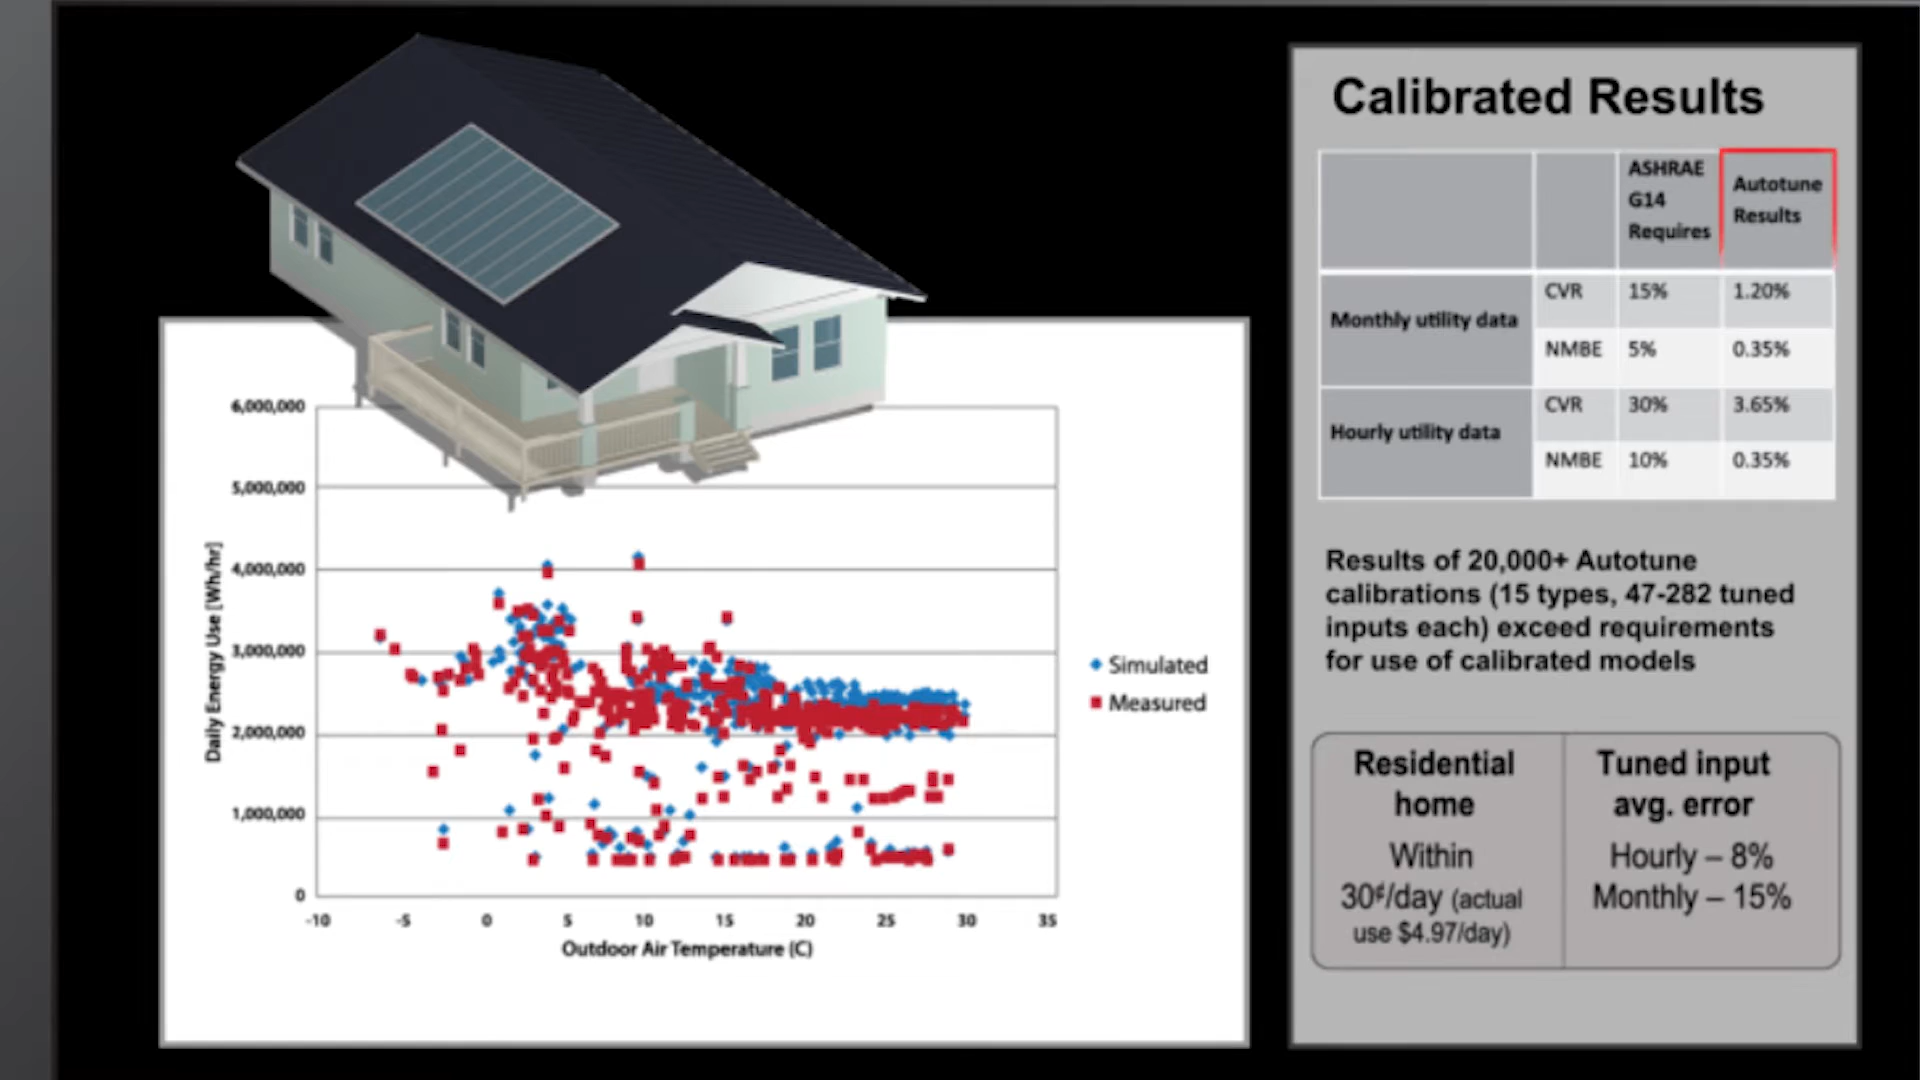 6,000,000
5,000,000
4,000,000
3,000,000
2,000,000
1,000,000
0
Daily Energy Use [Wh/hr]
-10 -5 0 5 10 15 20 25 30 35
Outdoor Air Temperature (C)
Simulated
Measured
Calibrated Results
ASHRAE
G14
Requires
Autotune
Results
Monthly utility data
CVR 15% 1.20%
NMBE 5% 0.35%
Hourly utility data
CVR 30% 3.65%
NMBE 10% 0.35%
Results of 20,000+ Autotune
calibrations (15 types, 47-282 tuned
inputs each) exceed requirements
for use of calibrated models
Residential
home
Within
30¢/day (actual
use $4.97/day)
Tuned input
avg. error
Hourly – 8%
Monthly – 15%